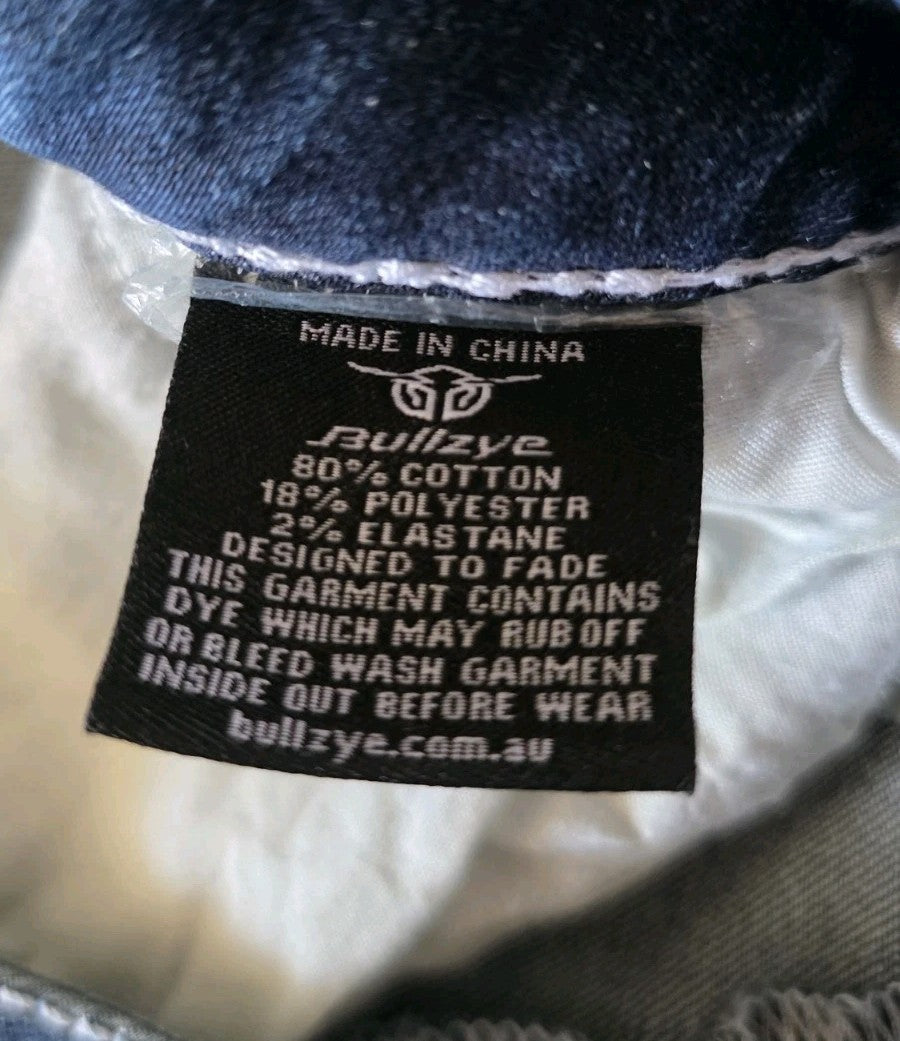 MADE IN CHINA
Bullzye
80% COTTON
18% POLYESTER
2% ELASTANE
DESIGNED TO FADE
THIS GARMENT CONTAINS
DYE WHICH MAY RUB OFF
OR BLEED WASH GARMENT
INSIDE OUT BEFORE WEAR
bullzye.com.au